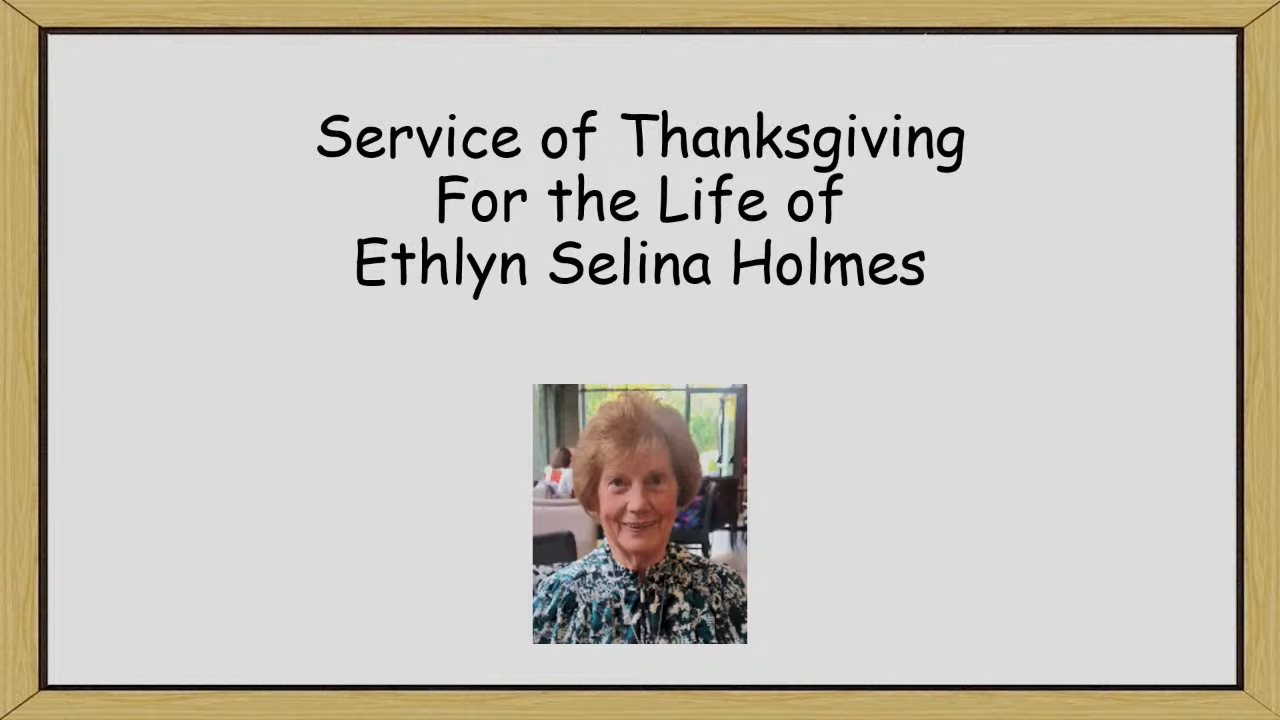 Service of Thanksgiving
For the Life of
Ethlyn Selina Holmes